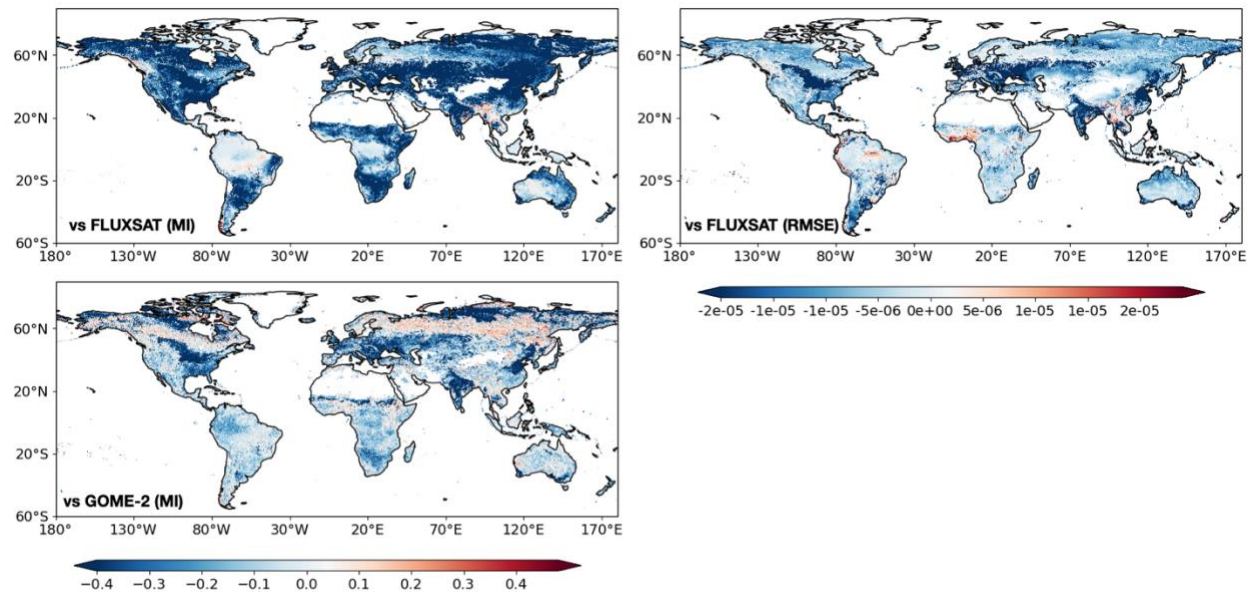 60°N
20°N
20°S
60°S
vs FLUXSAT (MI)
180° 130°W 80°W 30°W 20°E 70°E 120°E 170°E
60°N
20°N
20°S
60°S
vs FLUXSAT (RMSE)
180° 130°W 80°W 30°W 20°E 70°E 120°E 170°E
-2e-05 -1e-05 -1e-05 -5e-06 0e+00 5e-06 1e-05 1e-05 2e-05
60°N
20°N
20°S
60°S
vs GOME-2 (MI)
180° 130°W 80°W 30°W 20°E 70°E 120°E 170°E
−0.4 −0.3 −0.2 −0.1 0.0 0.1 0.2 0.3 0.4